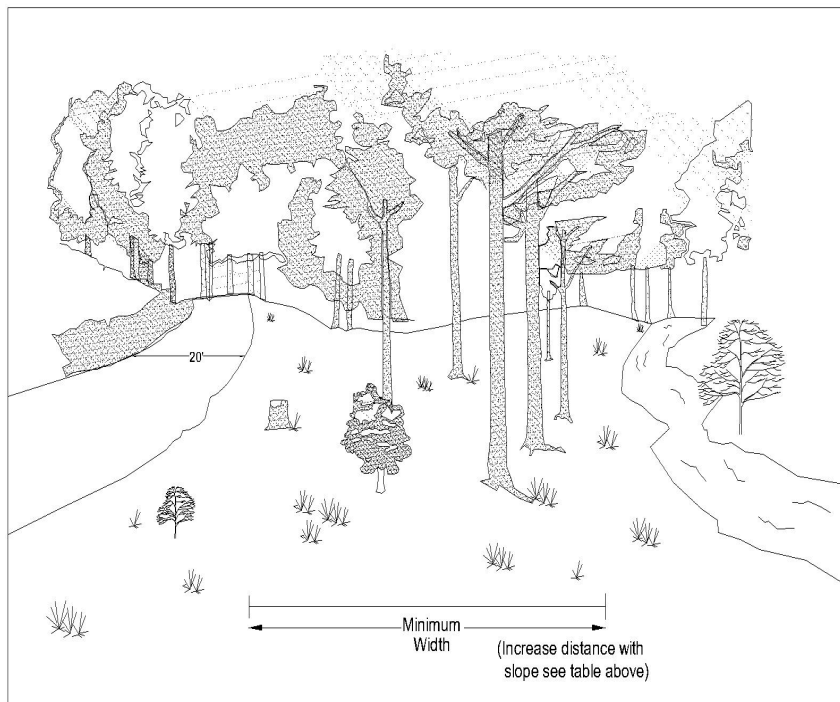 20'
Minimum
Width
(Increase distance with
slope see table above)